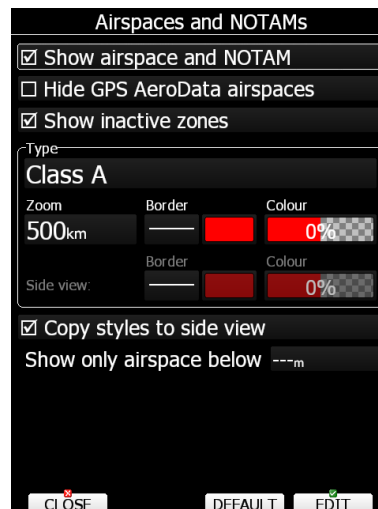 Airspaces and NOTAMs
Show airspace and NOTAM
Hide GPS AeroData airspaces
Show inactive zones
Type
Class A
Zoom Border Colour
500km 0%
Border Colour
Side view: 0%
Copy styles to side view
Show only airspace below ---m
CLOSE DEFAULT EDIT